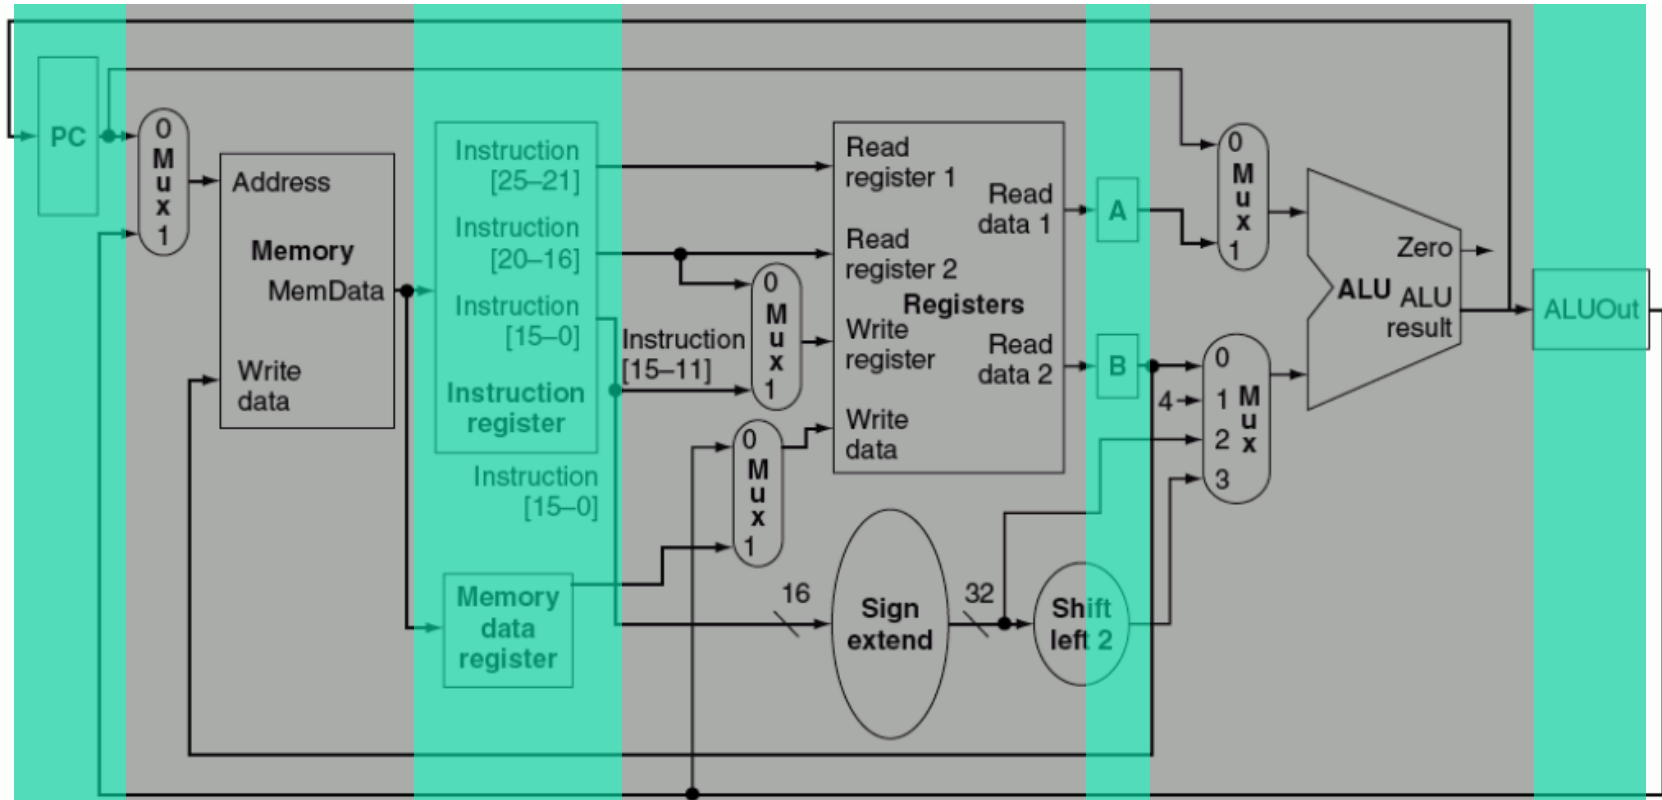 PC
0
M
u
x
1
Address
Memory
MemData
Write
data
Instruction
[25–21]
Instruction
[20–16]
Instruction
[15–0]
Instruction
register
Instruction
[15–0]
Memory
data
register
Instruction
[15–11]
0
M
u
x
1
0
M
u
x
1
16
Read
register 1
Read
data 1
Read
register 2
Registers
Write
register
Read
data 2
Write
data
Sign
extend
32
Shift
left 2
A
B
4
0
M
u
x
1
0
1
2
3
M
u
x
Zero
ALU
ALU
result
ALUOut